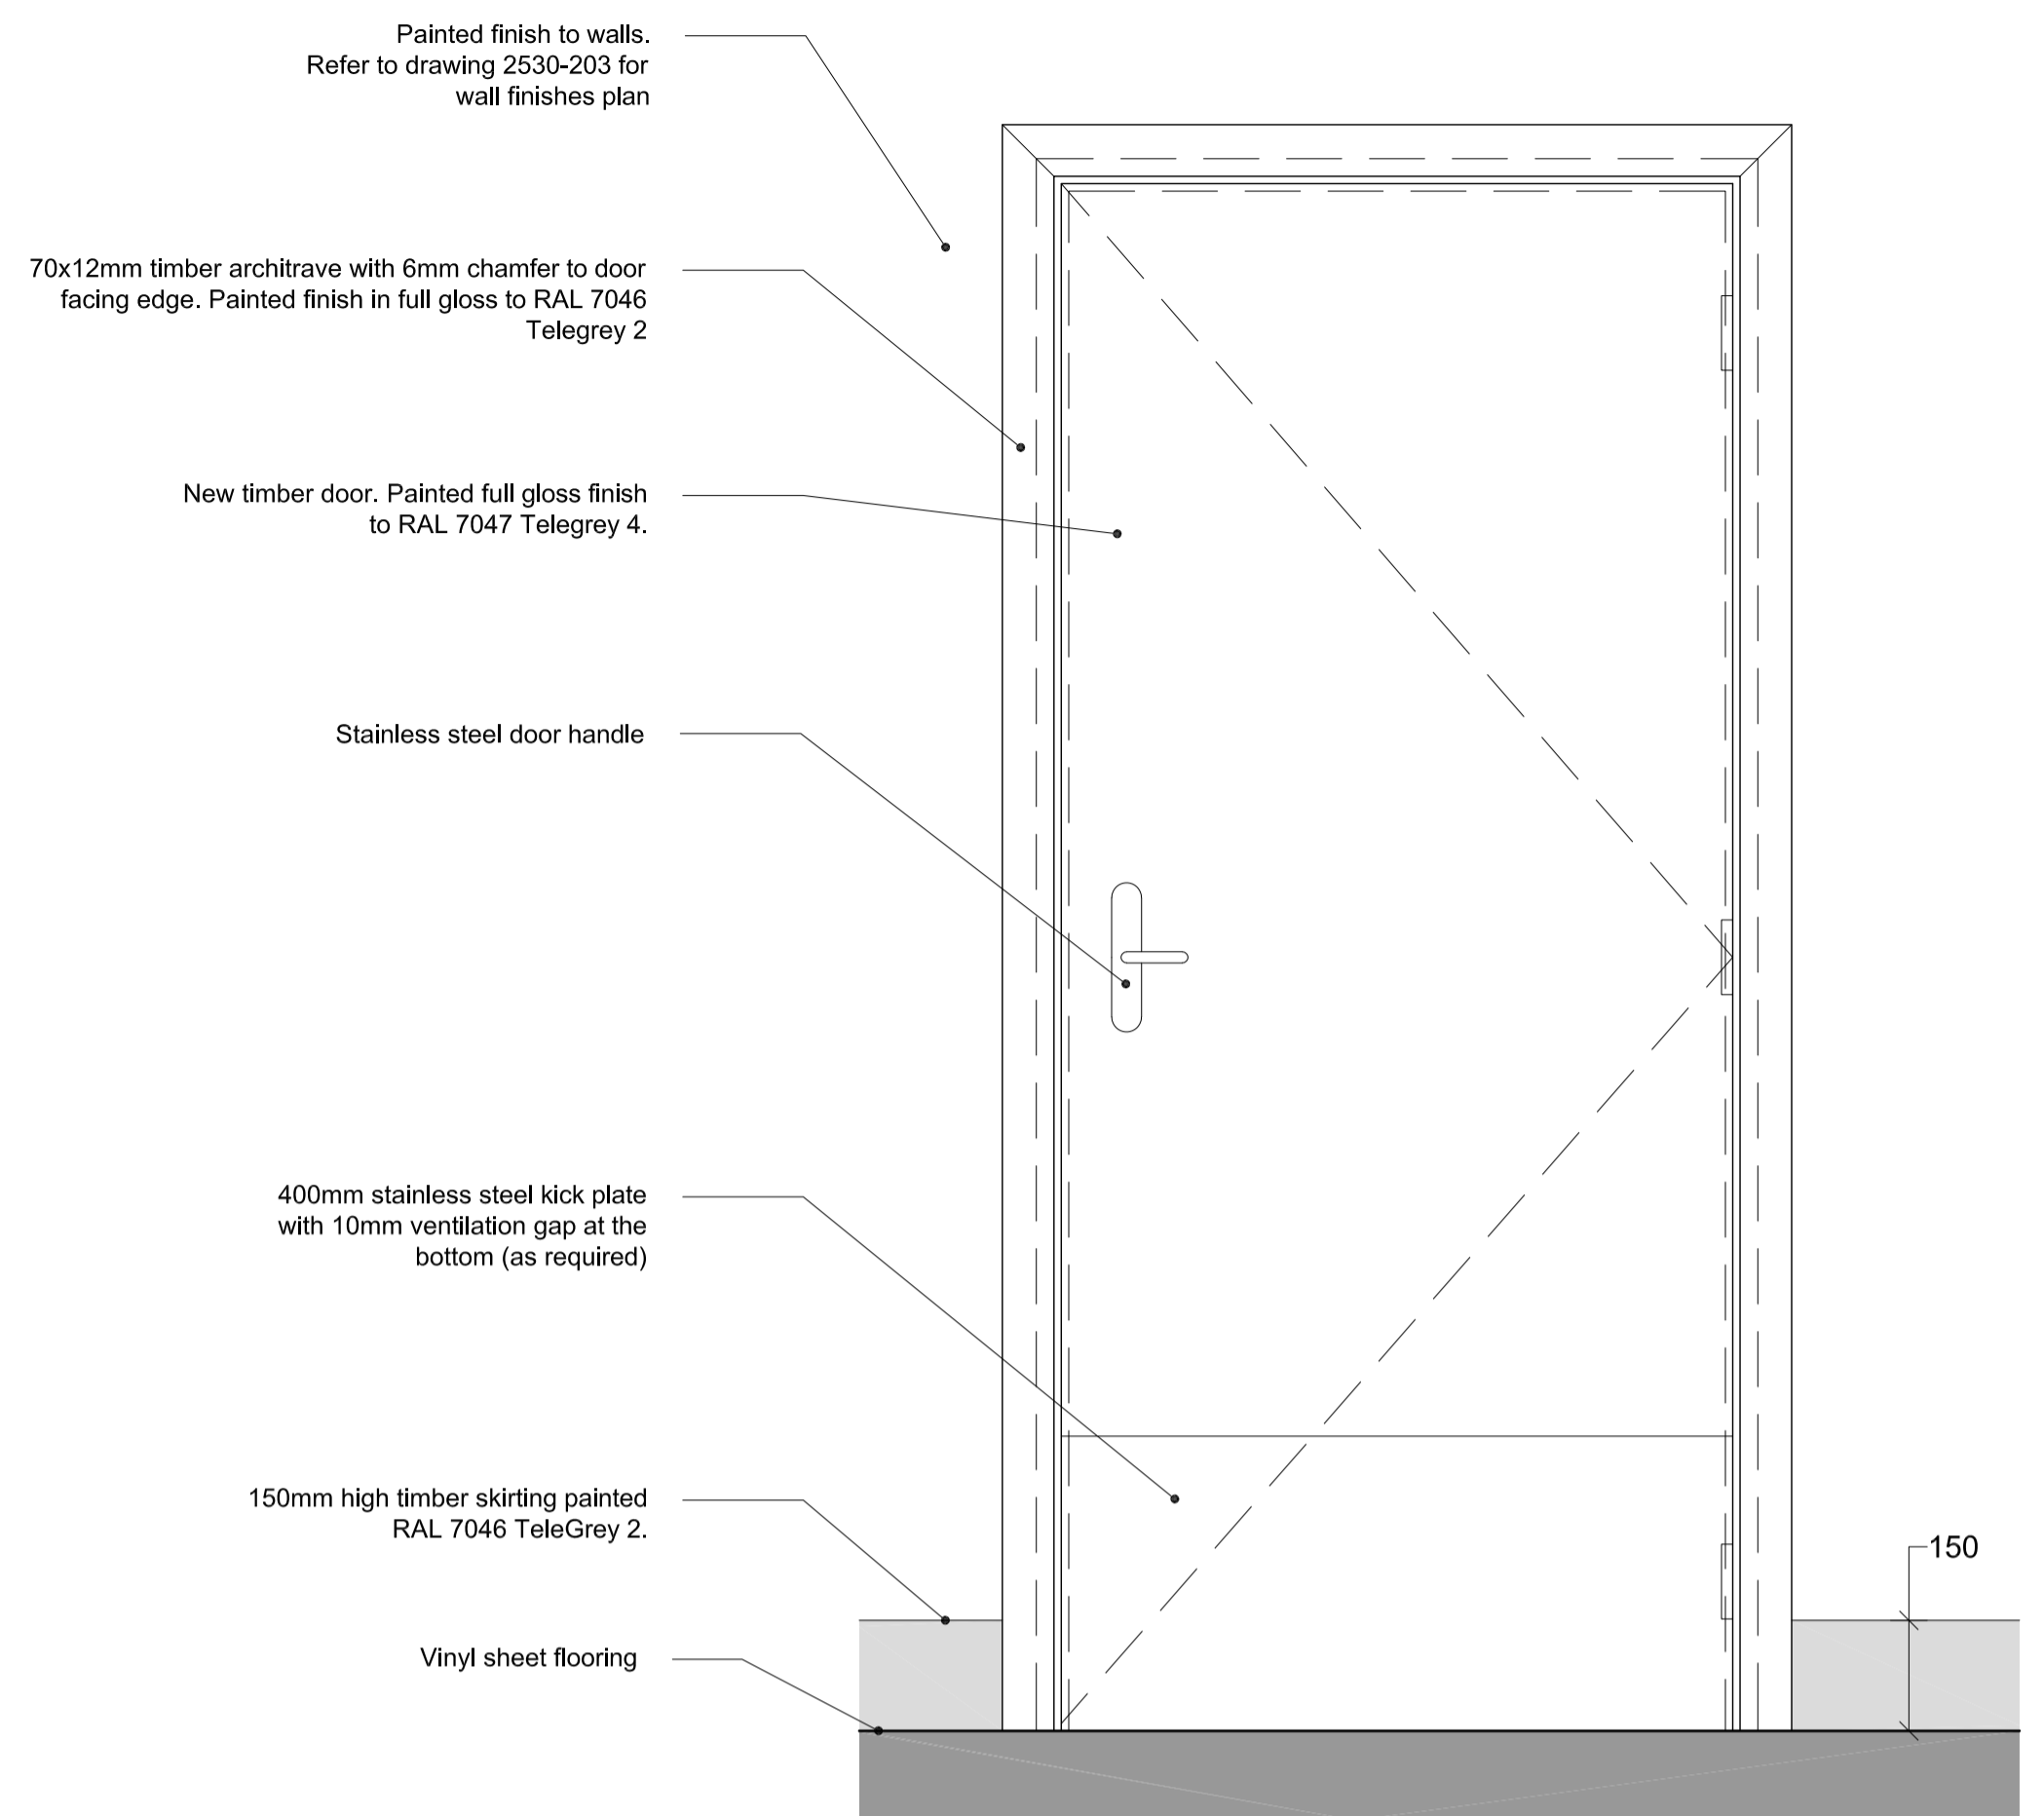 Painted finish to walls.
Refer to drawing 2530-203 for
wall finishes plan
70x12mm timber architrave with 6mm chamfer to door
facing edge. Painted finish in full gloss to RAL 7046
Telegrey 2
New timber door. Painted full gloss finish
to RAL 7047 Telegrey 4.
Stainless steel door handle
400mm stainless steel kick plate
with 10mm ventilation gap at the
bottom (as required)
150mm high timber skirting painted
RAL 7046 TeleGrey 2.
150
Vinyl sheet flooring